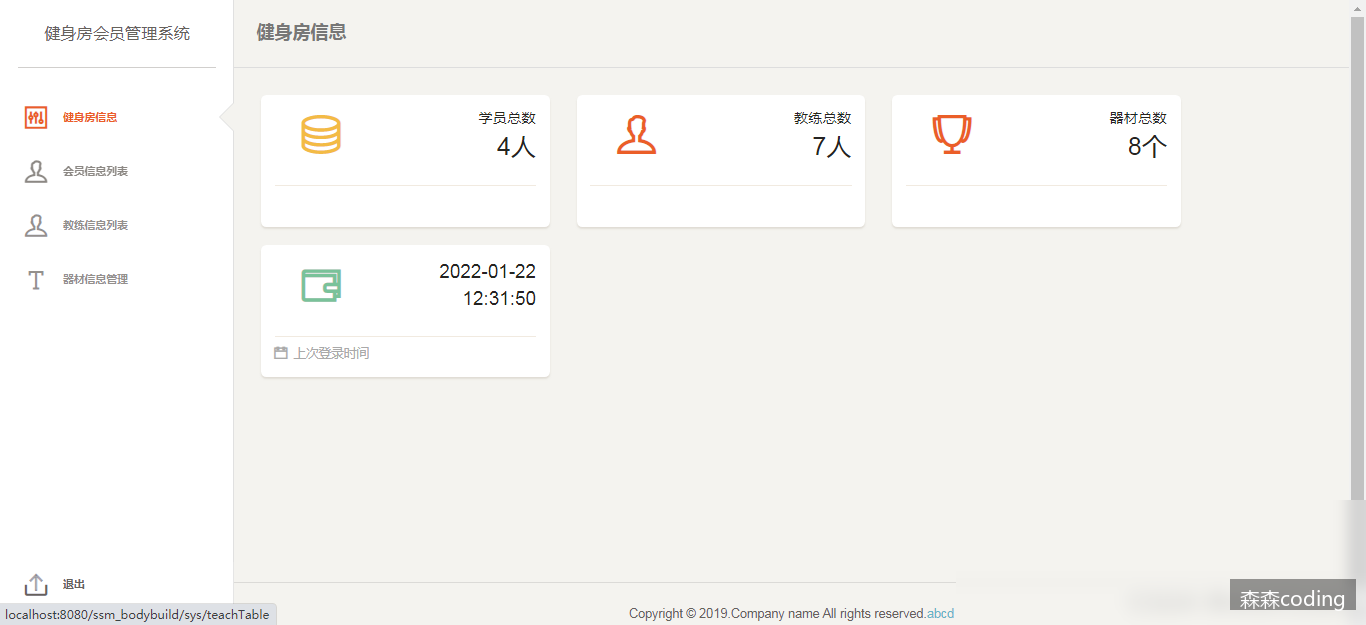 健身房会员管理系统
健身房信息
健身房信息
会员信息列表
教练信息列表
器材信息管理
退出
学员总数
4人
教练总数
7人
器材总数
8个
2022-01-22
12:31:50
上次登录时间
Copyright © 2019.Company name All rights reserved.abcd
localhost:8080/ssm_bodybuild/sys/teachTable
森森coding